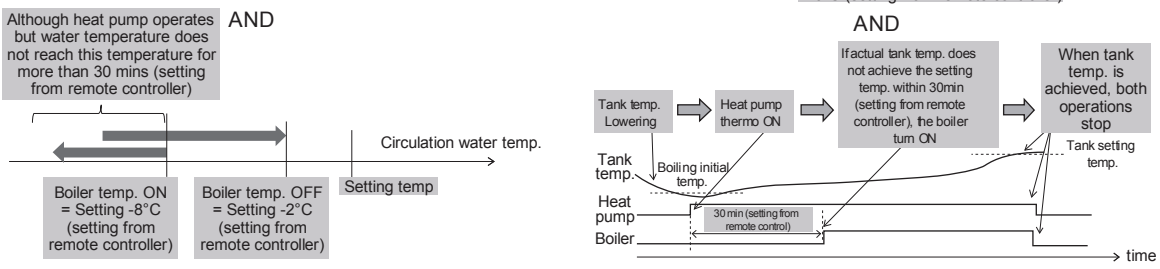 Although heat pump operates
but water temperature does
not reach this temperature for
more than 30 mins (setting
from remote controller)
AND
Circulation water temp.
Boiler temp. ON
= Setting -8°C
(setting from
remote controller)
Boiler temp. OFF
= Setting -2°C
(setting from
remote controller)
Setting temp
AND
Tank temp.
Lowering
Heat pump
thermo ON
If actual tank temp. does
not achieve the setting
temp. within 30min
(setting from remote
controller), the boiler
turn ON
When tank
temp. is
achieved, both
operations
stop
Tank setting
temp.
Tank
temp.
Boiling initial
temp.
Heat
pump
30 min (setting from
remote control)
Boiler
time